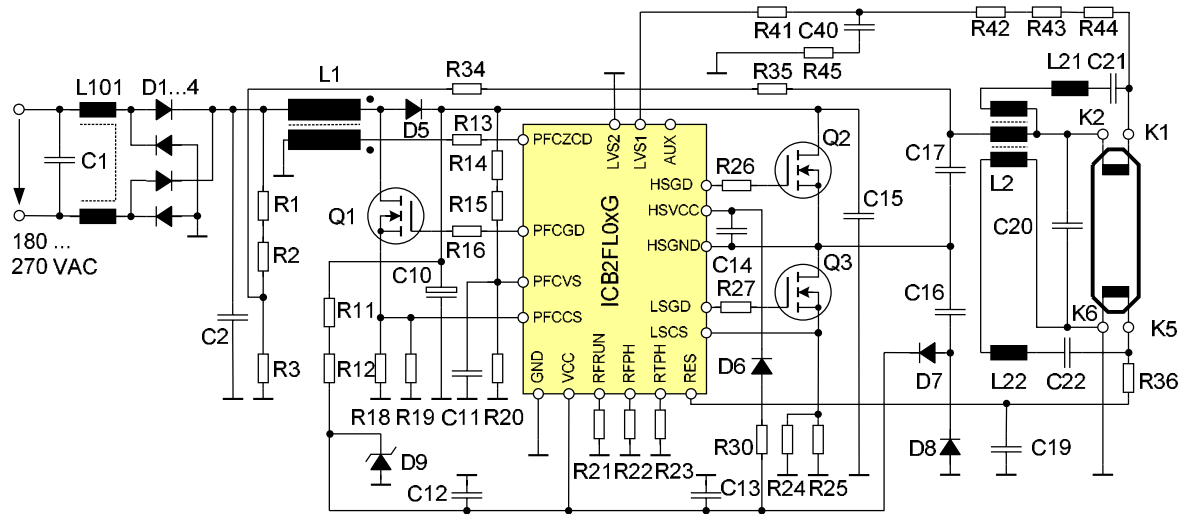 R41
C40
R42
R43
R44
R45
L21
C21
R34
R35
L1
L101
D1...4
D5
R13
PFCZCD
LVS2
LVS1
AUX
Q2
K2
K1
C1
R14
R26
HSGD
C17
L2
R1
Q1
R15
HSVCC
C15
C20
R2
R16
PFCGD
HSGND
C14
180 ...
270 VAC
C10
ICB2FL0xG
Q3
PFCVS
R27
LSGD
C16
R11
PFCCS
LSCS
K6
K5
C2
R3
R12
GND
VCC
RFRUN
RFPH
RTPH
RES
D6
D7
L22
C22
R36
R18
R19
C11
R20
R30
D8
C19
D9
R21
R22
R23
C12
C13
R24
R25